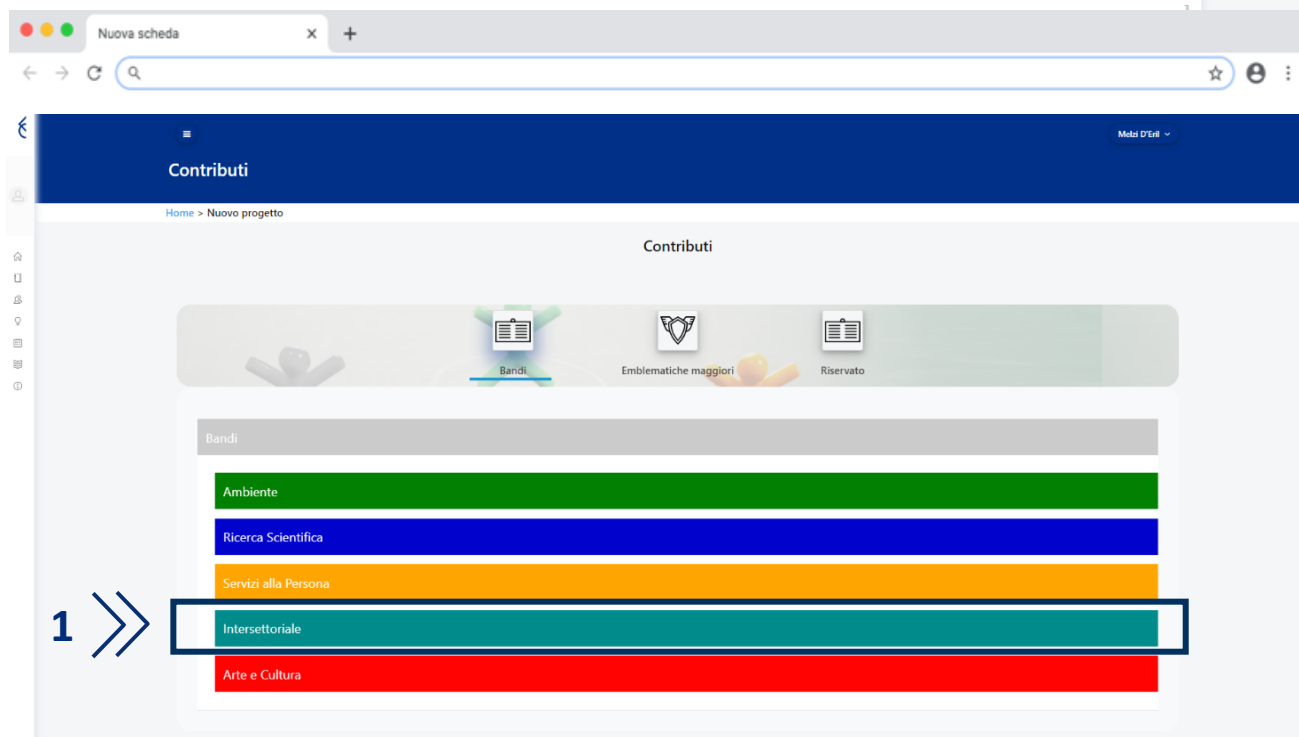 Nuova scheda
Melzi D'Eril
Contributi
Home > Nuovo progetto
Contributi
Bandi
Emblematiche maggiori
Riservato
Bandi
Ambiente
Ricerca Scientifica
Servizi alla Persona
1
Intersettoriale
Arte e Cultura